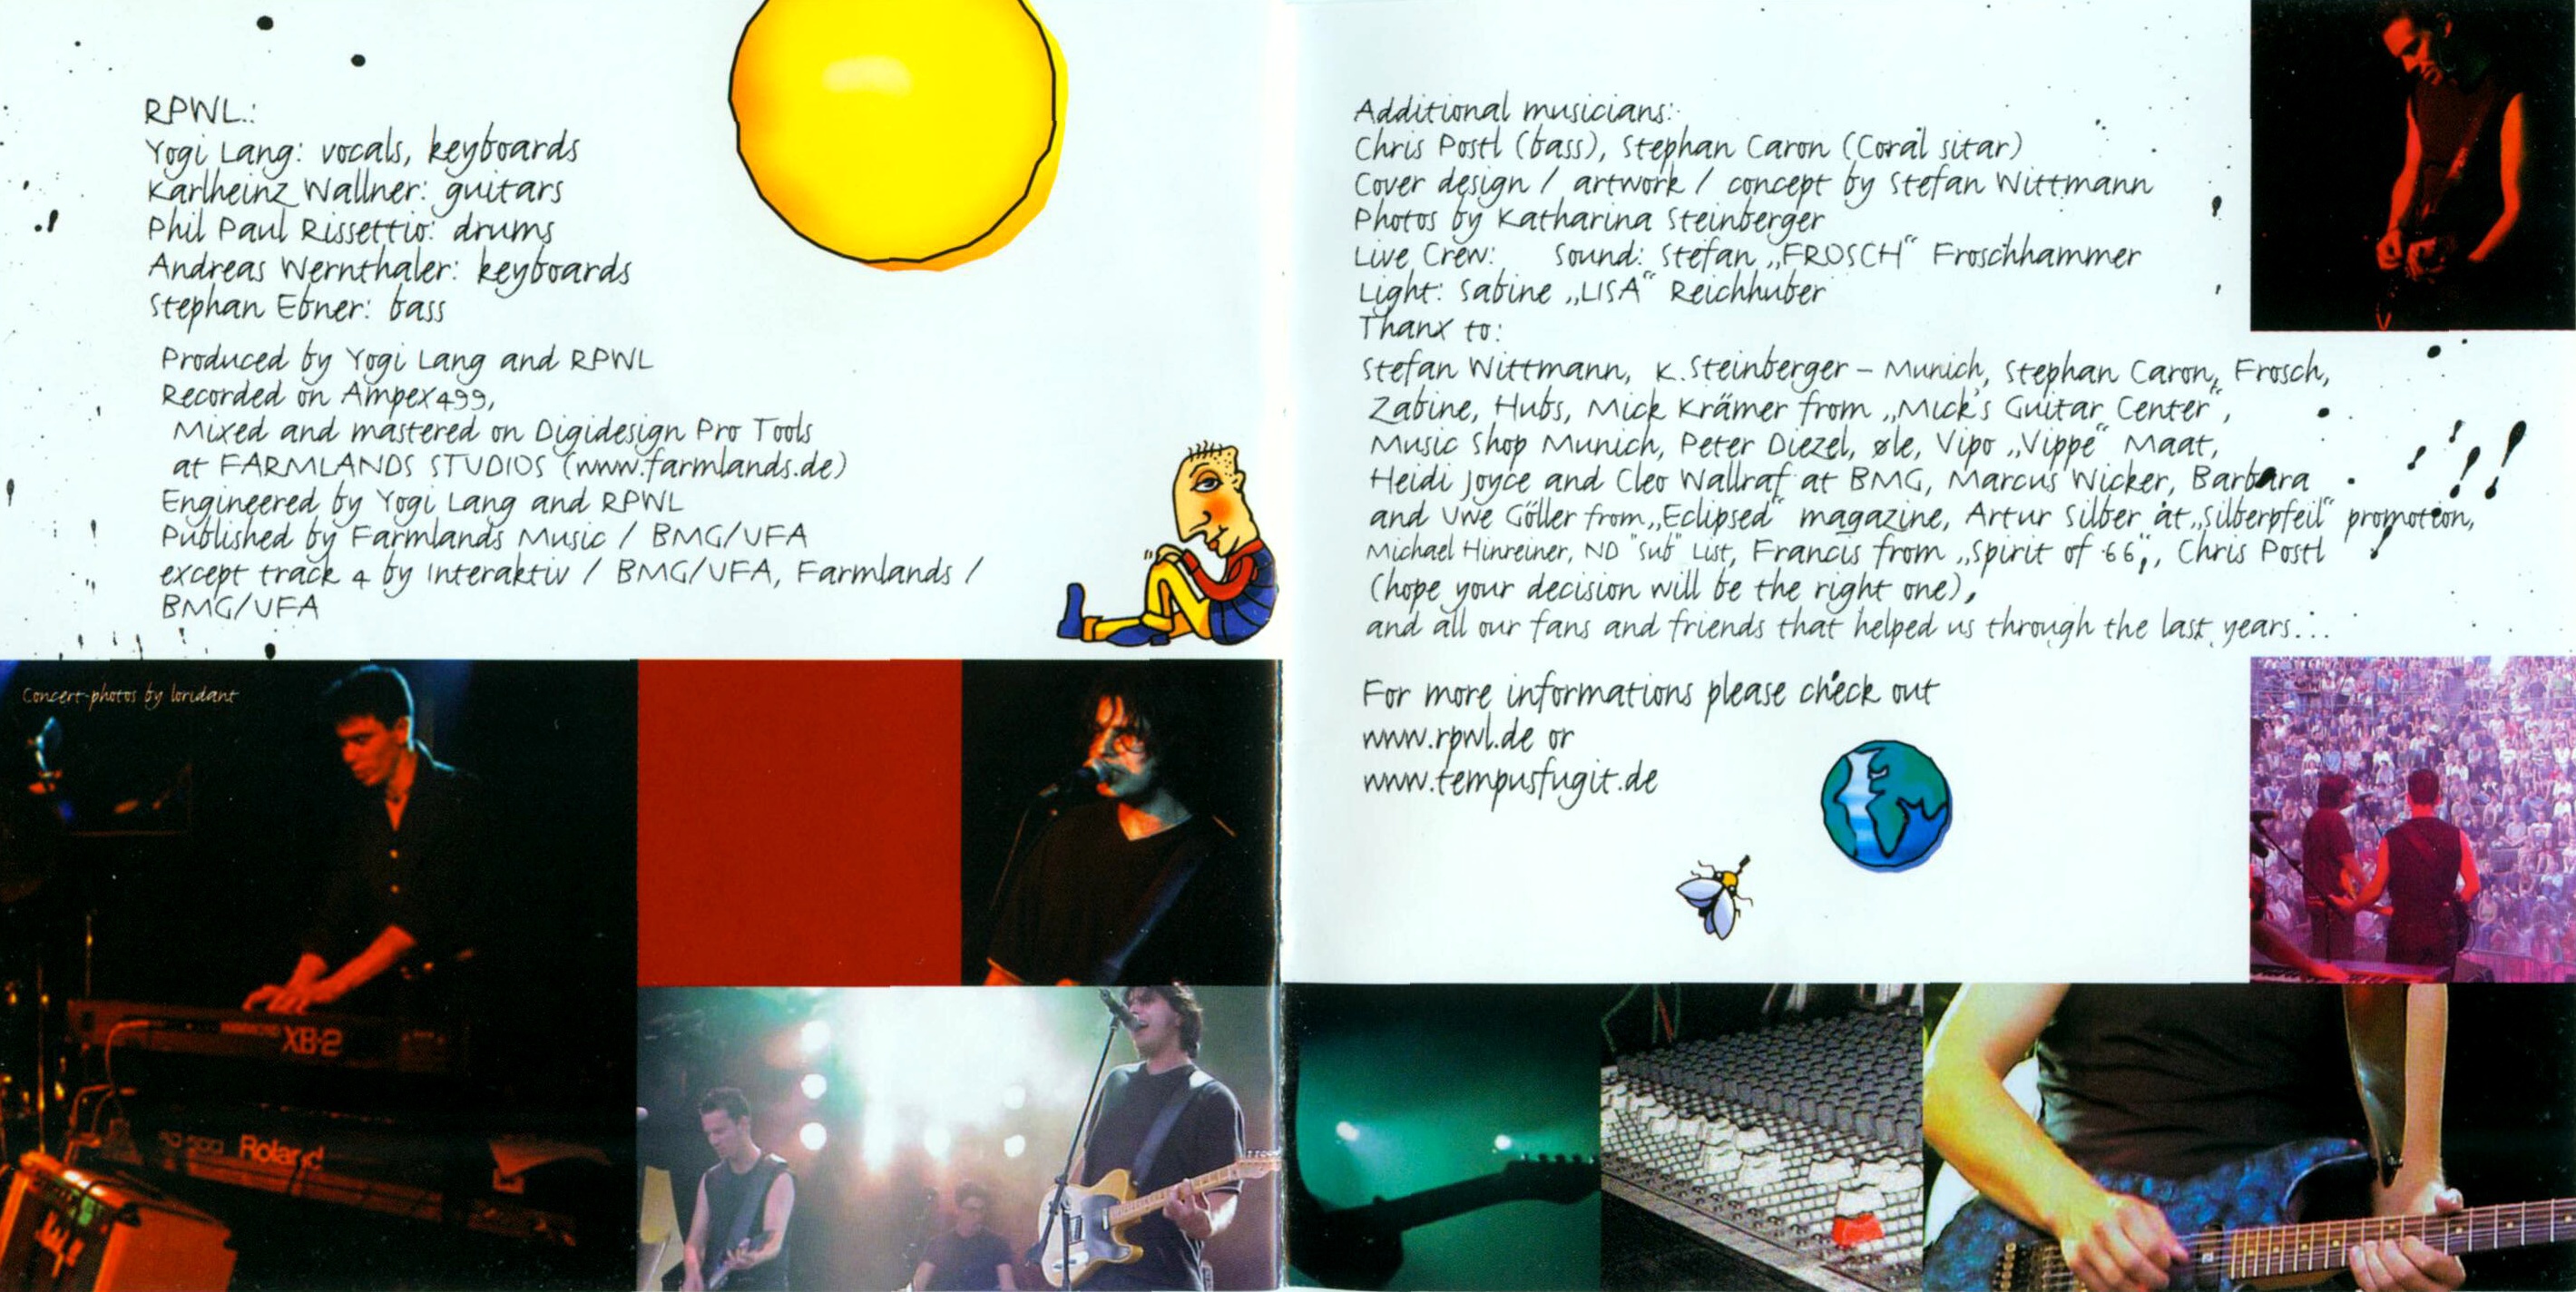 RPWL:
Yogi Lang: vocals, keyboards
Karlheinz Wallner: guitars
Phil Paul Rissettio: drums
Andreas Wernthaler: keyboards
Stephan Ebner: bass
Produced by Yogi Lang and RPWL
Recorded on Ampex499,
Mixed and mastered on Digidesign Pro Tools
at FARMLANDS STUDIOS (www.farmlands.de)
Engineered by Yogi Lang and RPWL
Published by Farmlands Music / BMG/UFA
except track 4 by Interaktiv / BMG/UFA, Farmlands /
BMG/UFA
Concert-photos by loridant
XB-2
Roland
Additional musicians:
Chris Postl (bass), Stephan Caron (Coral sitar)
Cover design / artwork / concept by Stefan Wittmann
Photos by Katharina Steinberger
Live Crew: Sound: Stefan „FROSCH“ Froschhammer
Light: Sabine „LISA“ Reichhuber
Thanx to:
Stefan Wittmann, K. Steinberger – Munich, Stephan Caron, Frosch,
Zabine, Hubs, Mick Krämer from „Mick's Guitar Center“,
Music Shop Munich, Peter Diezel, øle, Vipo „Vippe“ Maat,
Heidi Joyce and Cleo Wallraf at BMG, Marcus Wicker, Barbara
and Uwe Göller from „Eclipsed“ magazine, Artur Silber at „Silberpfeil“ promotion,
Michael Hinreiner, ND "Sub" List, Francis from „Spirit of 66“, Chris Postl
(hope your decision will be the right one),
and all our fans and friends that helped us through the last years...
For more informations please check out
www.rpwl.de or
www.tempusfugit.de